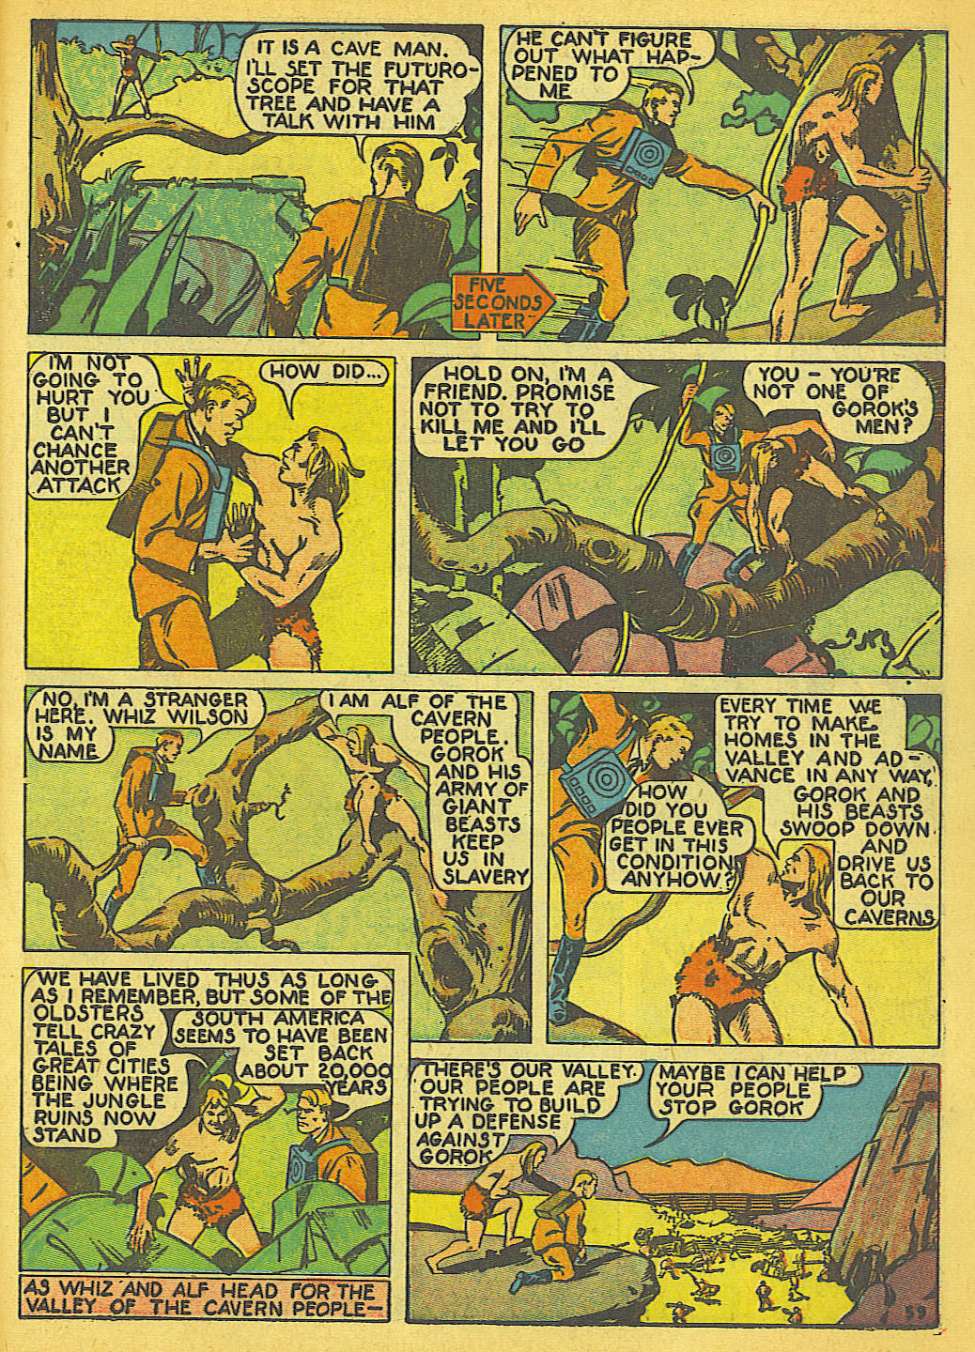 IT IS A CAVE MAN.
I'LL SET THE FUTURO-
SCOPE FOR THAT
TREE AND HAVE A
TALK WITH HIM
HE CAN'T FIGURE
OUT WHAT HAP-
PENED TO
ME
FIVE
SECONDS
LATER
I'M NOT
GOING TO
HURT YOU
BUT I
CAN'T
CHANCE
ANOTHER
ATTACK
HOW DID...
HOLD ON, I'M A
FRIEND. PROMISE
NOT TO TRY TO
KILL ME AND I'LL
LET YOU GO
YOU - YOU'RE
NOT ONE OF
GOROK'S
MEN?
NO, I'M A STRANGER
HERE. WHIZ WILSON
IS MY
NAME
I AM ALF OF THE
CAVERN
PEOPLE.
GOROK
AND HIS
ARMY OF
GIANT
BEASTS
KEEP
US IN
SLAVERY
HOW
DID YOU
PEOPLE EVER
GET IN THIS
CONDITION
ANYHOW?
EVERY TIME WE
TRY TO MAKE
HOMES IN THE
VALLEY AND AD-
VANCE IN ANY WAY,
GOROK AND
HIS BEASTS
SWOOP DOWN
AND
DRIVE US
BACK TO
OUR
CAVERNS
WE HAVE LIVED THUS AS LONG
AS I REMEMBER, BUT SOME OF THE
OLDSTERS
TELL CRAZY
TALES OF
GREAT CITIES
BEING WHERE
THE JUNGLE
RUINS NOW
STAND
SOUTH AMERICA
SEEMS TO HAVE BEEN
SET BACK
ABOUT 20,000
YEARS
AS WHIZ AND ALF HEAD FOR THE
VALLEY OF THE CAVERN PEOPLE-
THERE'S OUR VALLEY.
OUR PEOPLE ARE
TRYING TO BUILD
UP A DEFENSE
AGAINST
GOROK
MAYBE I CAN HELP
YOUR PEOPLE
STOP GOROK
59